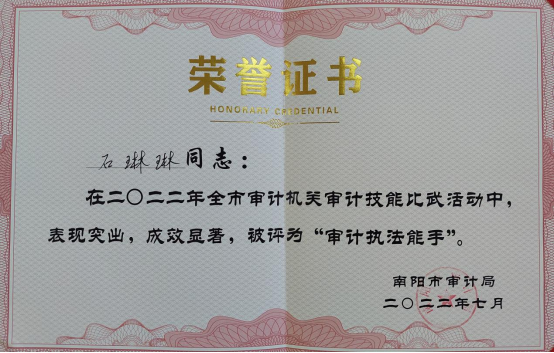 荣誉证书
HONORARY CREDENTIAL
石琳琳同志：
在二〇二二年全市审计机关审计技能比武活动中，
表现突出，成效显著，被评为“审计执法能手”。
南阳市审计局
二〇二二年七月